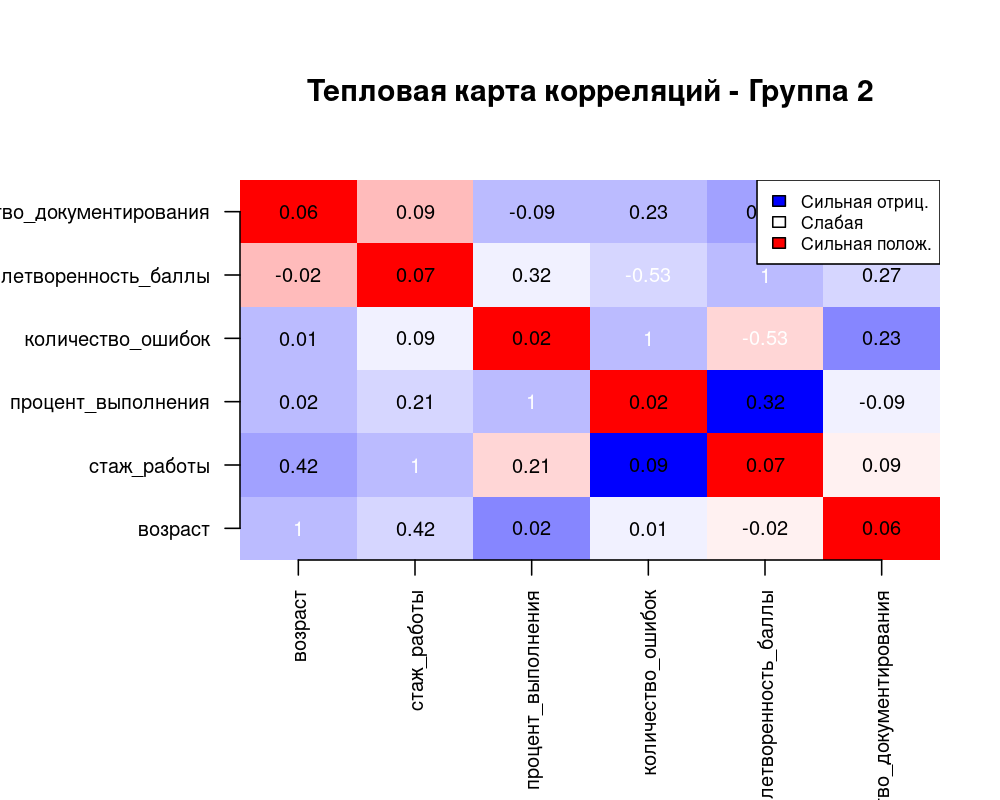 Тепловая карта корреляций - Группа 2
Сильная отриц.
Слабая
Сильная полож.
тво_документирования 0.06 0.09 -0.09 0.23
летворенность_баллы -0.02 0.07 0.32 -0.53 1 0.27
количество_ошибок 0.01 0.09 0.02 1 -0.53 0.23
процент_выполнения 0.02 0.21 1 0.02 0.32 -0.09
стаж_работы 0.42 1 0.21 0.09 0.07 0.09
возраст 1 0.42 0.02 0.01 -0.02 0.06
возраст
стаж_работы
процент_выполнения
количество_ошибок
летворенность_баллы
тво_документирования